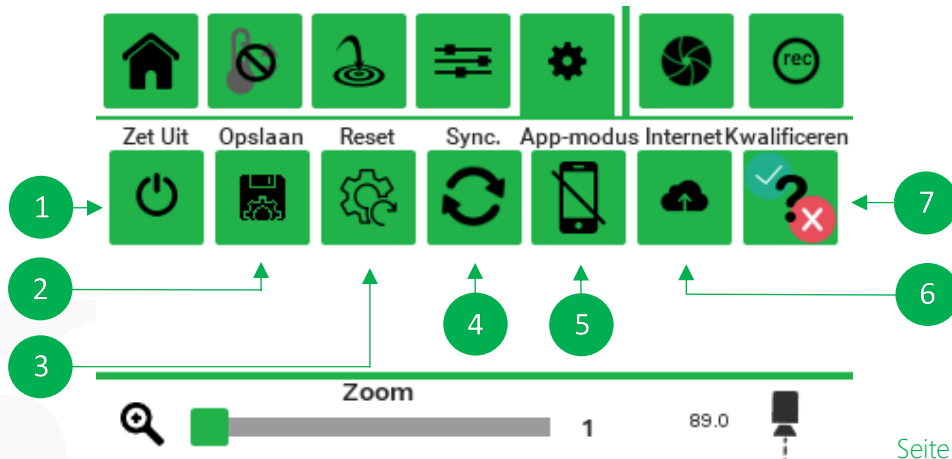 rec
Zet Uit Opslaan Reset Sync. App-modus Internet Kwalificeren
?
1
7
2
6
3
4
5
Zoom
1
89.0
Seite